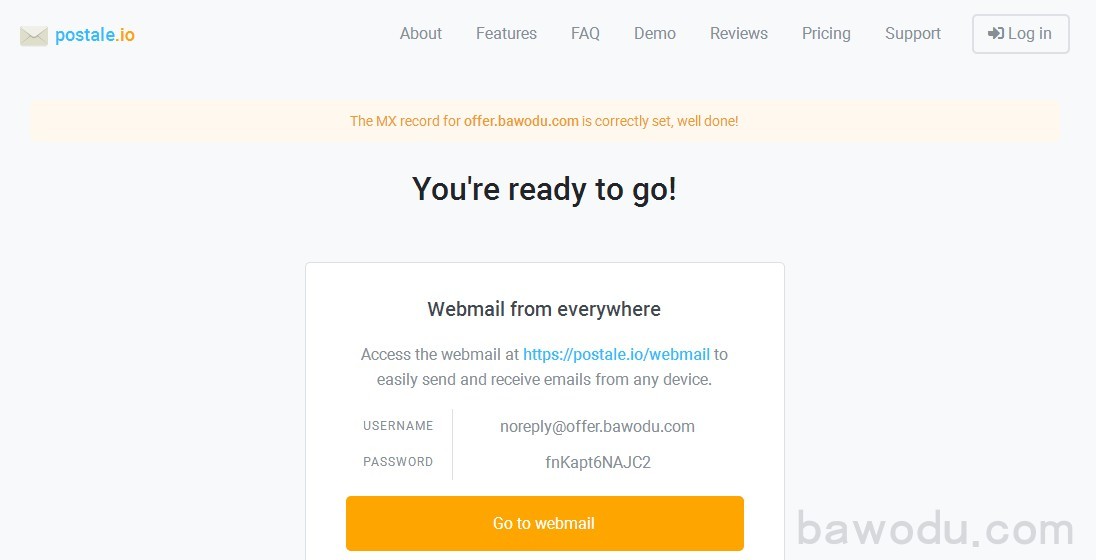 postale.io
About Features FAQ Demo Reviews Pricing Support Log in
The MX record for offer.bawodu.com is correctly set, well done!
You're ready to go!
Webmail from everywhere
Access the webmail at https://postale.io/webmail to
easily send and receive emails from any device.
USERNAME noreply@offer.bawodu.com
PASSWORD fnKapt6NAJC2
Go to webmail
bawodu.com